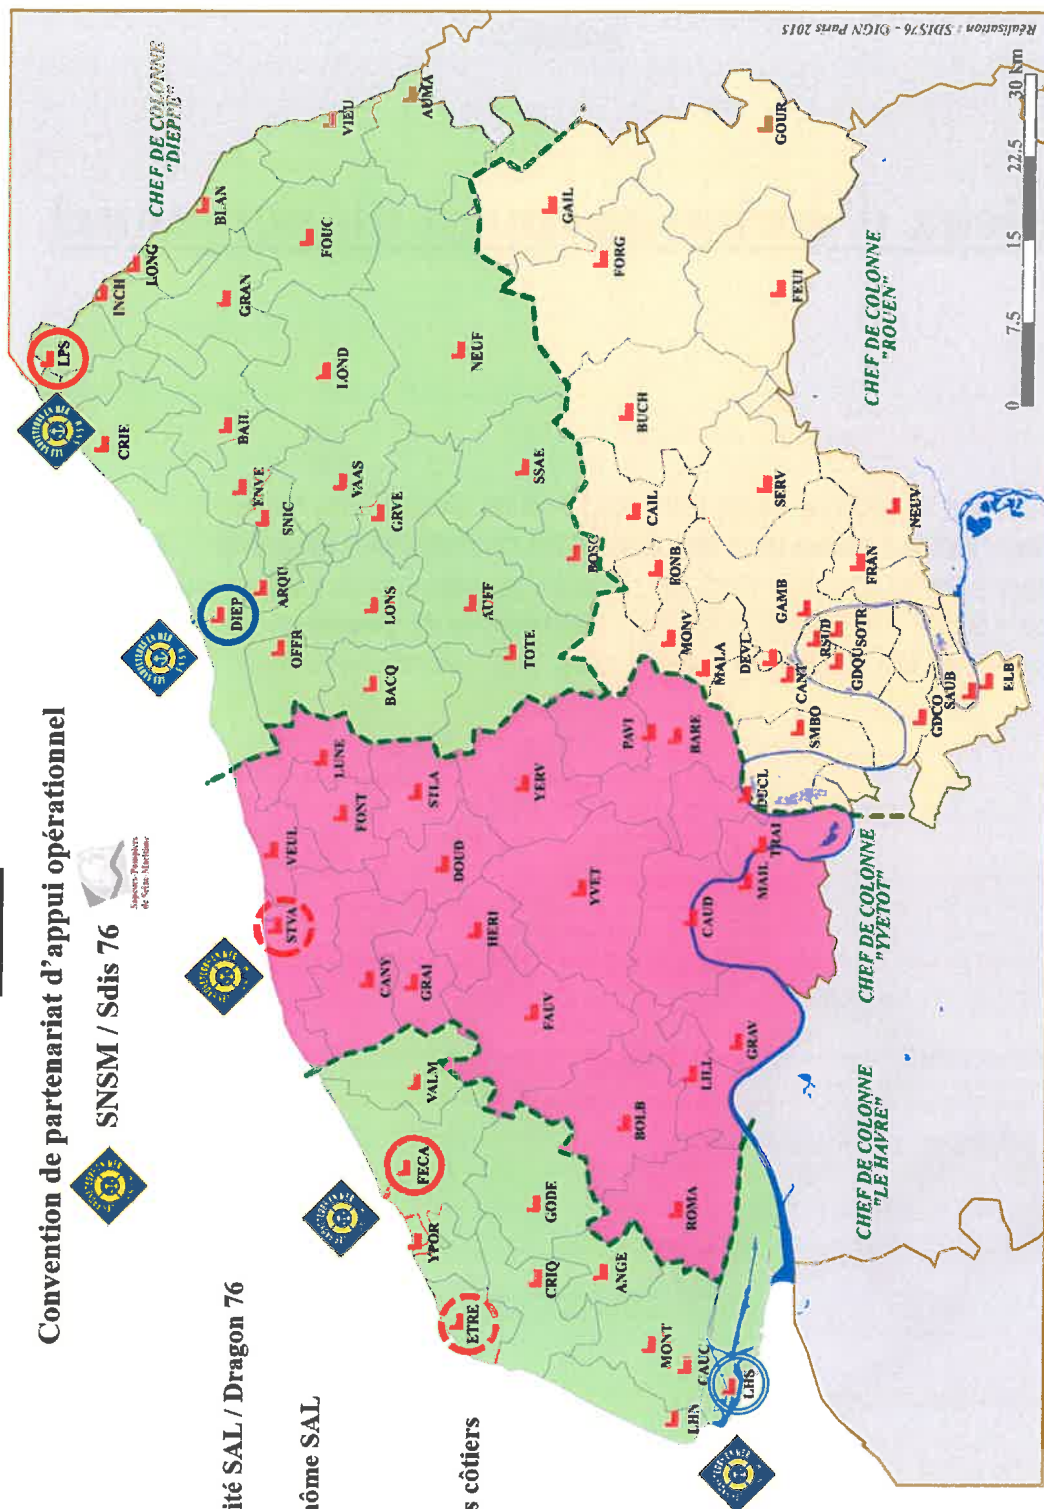 Convention de partenariat d'appui opérationnel
SNSM / Sdis 76
Sapeurs-Pompiers
de Seine-Maritime
ité SAL / Dragon 76
nôme SAL
s côtiers
CHEF DE COLONNE
"DIEPPE"
LPS
INCH
LONG
BLAN
VIEU
AUMA
CRIE
GRAN
FOUC
BAIL
LOND
NEUF
ENVE
SNIC
VAAS
GRVE
SSAE
DIEP
ARQU
OFFR
LONS
BACQ
AUFF
TOTE
BOSC
GAIL
FORG
GOUR
FEUI
BUCH
CAIL
SERV
FONB
MONV
MALA
DEVL
GAMB
FRAN
NEUV
CANT
RSUD
SOTR
GDQU
SMBO
GDCO
SAUB
ELB
DUCL
CHEF DE COLONNE
"ROUEN"
LUNE
VEUL
FONT
STLA
STVA
DOUD
YERV
PAVI
BARE
CANY
GRAI
HERI
YVET
FAUV
CAUD
MAIL
TRAI
GRAV
LILL
BOLB
ROMA
CHEF DE COLONNE
"YVETOT"
VALM
FECA
YPOR
GODE
ETRE
CRIQ
ANGE
MONT
CAUC
LHN
LHS
CHEF DE COLONNE
"LE HAVRE"
0 7.5 15 22.5 30 km
Réalisation : SDIS76 - ©IGN Paris 2015